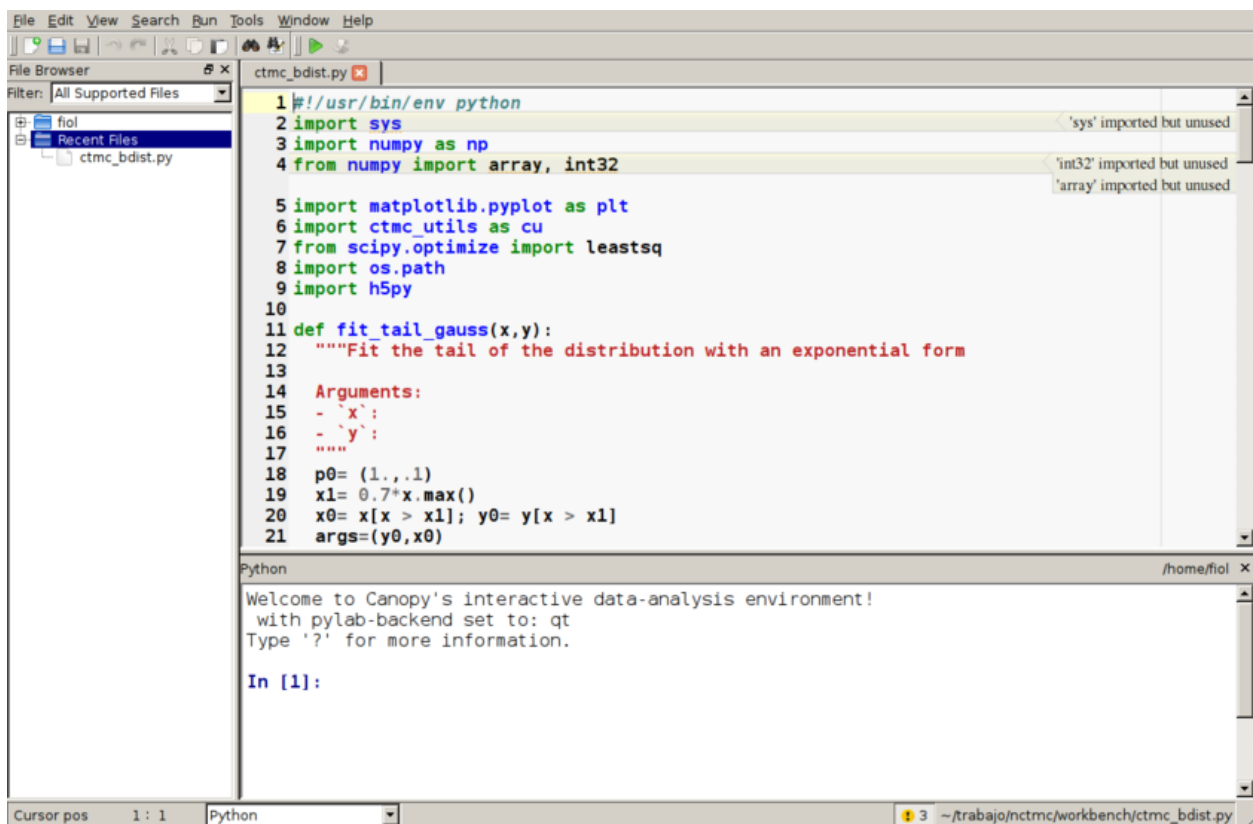 File Edit View Search Run Tools Window Help
File Browser
Filter: All Supported Files
fiol
Recent Files
ctmc_bdist.py
ctmc_bdist.py
1 #!/usr/bin/env python
2 import sys
'sys' imported but unused
3 import numpy as np
4 from numpy import array, int32
'int32' imported but unused
'array' imported but unused
5 import matplotlib.pyplot as plt
6 import ctmc_utils as cu
7 from scipy.optimize import leastsq
8 import os.path
9 import h5py
10
11 def fit_tail_gauss(x,y):
12   """Fit the tail of the distribution with an exponential form
13
14   Arguments:
15   - `x`:
16   - `y`:
17   """
18   p0= (1.,.1)
19   x1= 0.7*x.max()
20   x0= x[x > x1]; y0= y[x > x1]
21   args=(y0,x0)
Python /home/fiol
Welcome to Canopy's interactive data-analysis environment!
with pylab-backend set to: qt
Type '?' for more information.
In [1]:
Cursor pos 1 : 1 Python 3 ~/trabajo/nctmc/workbench/ctmc_bdist.py